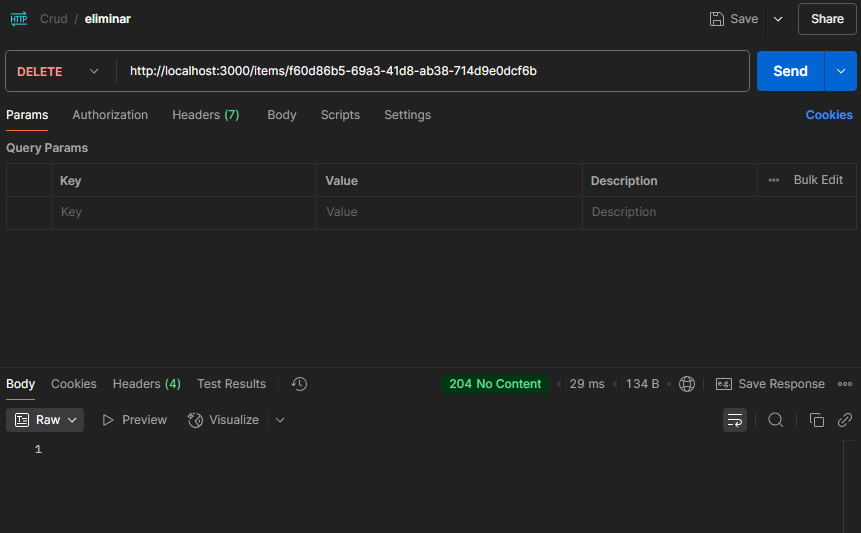 HTTP Crud / eliminar Save Share
DELETE http://localhost:3000/items/f60d86b5-69a3-41d8-ab38-714d9e0dcf6b Send
Params Authorization Headers (7) Body Scripts Settings Cookies
Query Params
Key Value Description Bulk Edit
Key Value Description
Body Cookies Headers (4) Test Results 204 No Content 29 ms 134 B e.g. Save Response
Raw Preview Visualize
1